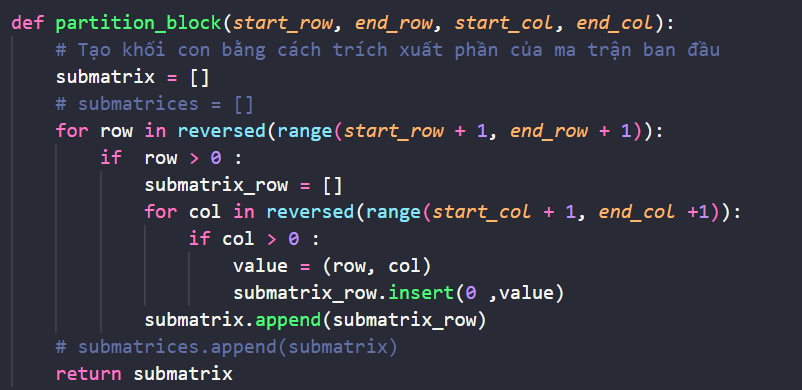 def partition_block(start_row, end_row, start_col, end_col):
    # Tạo khối con bằng cách trích xuất phần của ma trận ban đầu
    submatrix = []
    # submatrices = []
    for row in reversed(range(start_row + 1, end_row + 1)):
        if  row > 0 :
            submatrix_row = []
            for col in reversed(range(start_col + 1, end_col +1)):
                if col > 0 :
                    value = (row, col)
                    submatrix_row.insert(0 ,value)
            submatrix.append(submatrix_row)
    # submatrices.append(submatrix)
    return submatrix